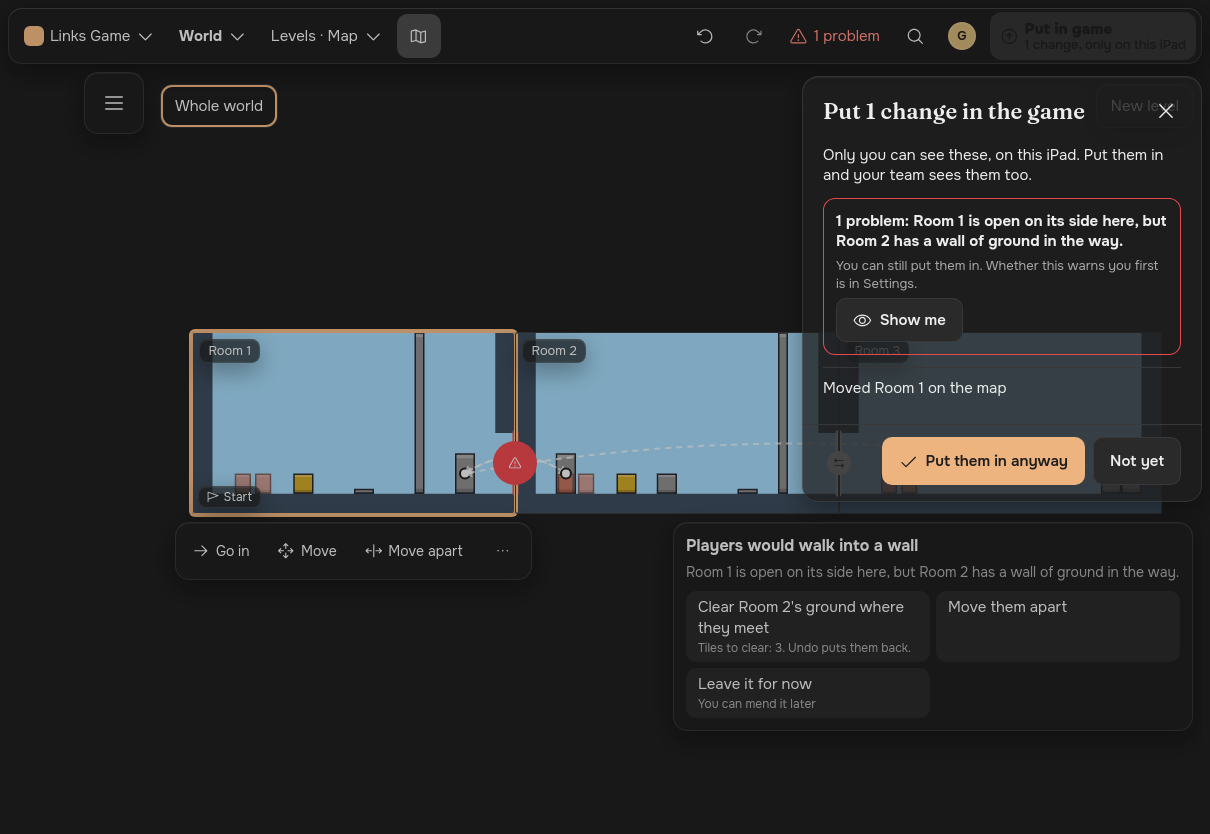 Links Game
World
Levels · Map
1 problem
G
Put in game
1 change, only on this iPad
Whole world
New level
Put 1 change in the game
Only you can see these, on this iPad. Put them in
and your team sees them too.
1 problem: Room 1 is open on its side here, but
Room 2 has a wall of ground in the way.
You can still put them in. Whether this warns you first
is in Settings.
Show me
Room 1
Room 2
Room 3
Moved Room 1 on the map
Put them in anyway
Not yet
Start
Go in
Move
Move apart
...
Players would walk into a wall
Room 1 is open on its side here, but Room 2 has a wall of ground in the way.
Clear Room 2's ground where
they meet
Tiles to clear: 3. Undo puts them back.
Move them apart
Leave it for now
You can mend it later